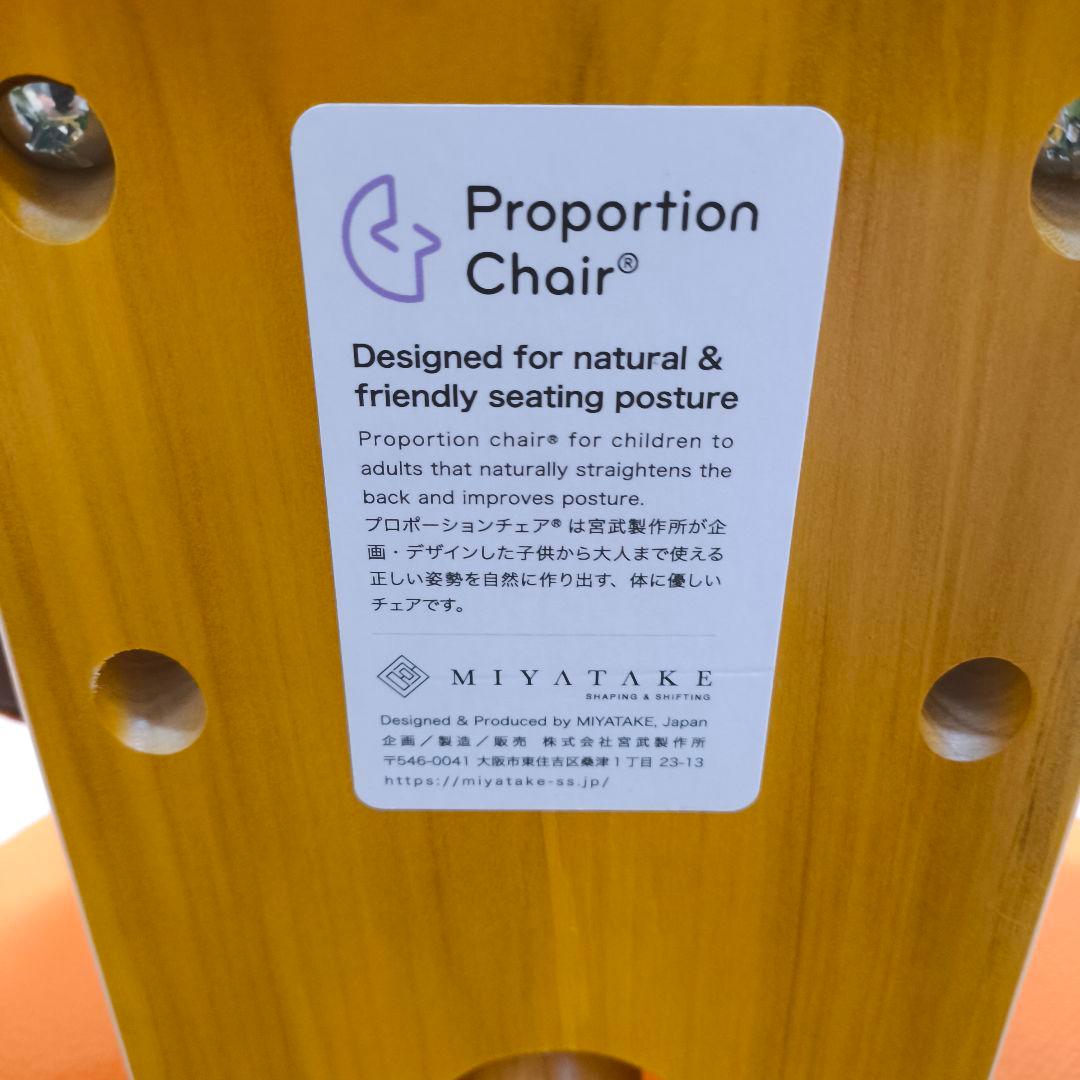 Proportion
Chair®
Designed for natural &
friendly seating posture
Proportion chair® for children to
adults that naturally straightens the
back and improves posture.
プロポーションチェア® は宮武製作所が企
画・デザインした子供から大人まで使える
正しい姿勢を自然に作り出す、体に優しい
チェアです。
MIYATAKE
SHAPING & SHIFTING
Designed & Produced by MIYATAKE, Japan
企画／製造／販売 株式会社宮武製作所
〒546-0041 大阪市東住吉区桑津1丁目 23-13
https://miyatake-ss.jp/